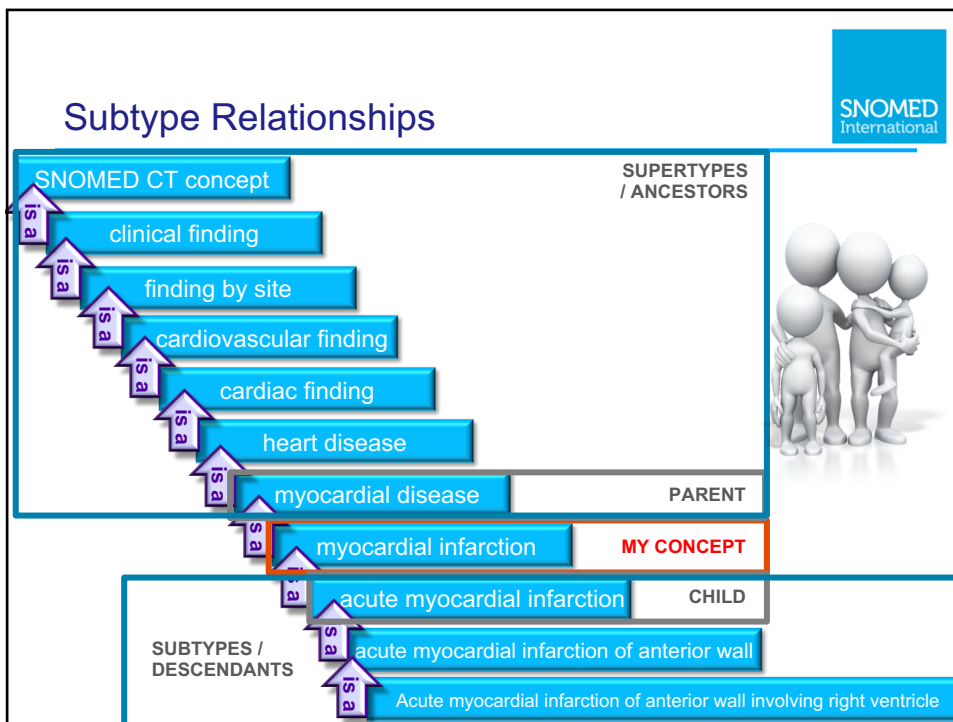 SNOMED
International
Subtype Relationships
SNOMED CT concept
SUPERTYPES
/ ANCESTORS
is a
clinical finding
is a
finding by site
is a
cardiovascular finding
is a
cardiac finding
is a
heart disease
is a
myocardial disease
PARENT
is a
myocardial infarction
MY CONCEPT
is a
acute myocardial infarction
CHILD
is a
SUBTYPES /
DESCENDANTS
acute myocardial infarction of anterior wall
is a
Acute myocardial infarction of anterior wall involving right ventricle